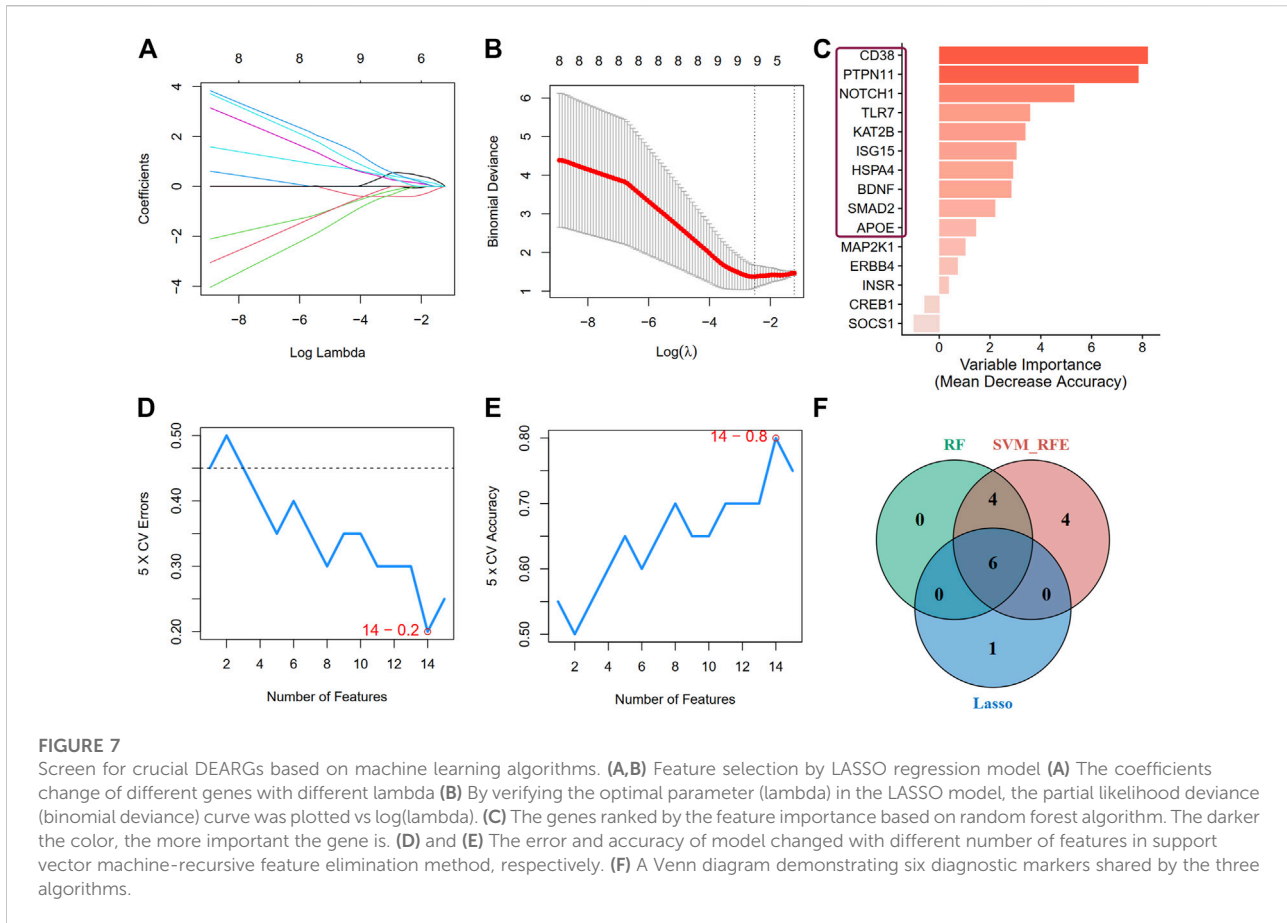 A
8 8 9 6
4
2
0
−2
−4
Coefficients
−8 −6 −4 −2
Log Lambda
B
8 8 8 8 8 8 8 8 9 9 9 5
6
5
4
3
2
1
Binomial Deviance
−8 −6 −4 −2
Log(λ)
C
CD38
PTPN11
NOTCH1
TLR7
KAT2B
ISG15
HSPA4
BDNF
SMAD2
APOE
MAP2K1
ERBB4
INSR
CREB1
SOCS1
0 2 4 6 8
Variable Importance
(Mean Decrease Accuracy)
D
0.50
0.40
0.30
0.20
5 X CV Errors
14 − 0.2
2 4 6 8 10 12 14
Number of Features
E
0.80
0.70
0.60
0.50
5 x CV Accuracy
14 − 0.8
2 4 6 8 10 12 14
Number of Features
F
RF SVM_RFE
4
0 4
6
0 0
1
Lasso
FIGURE 7
Screen for crucial DEARGs based on machine learning algorithms. (A,B) Feature selection by LASSO regression model (A) The coefficients
change of different genes with different lambda (B) By verifying the optimal parameter (lambda) in the LASSO model, the partial likelihood deviance
(binomial deviance) curve was plotted vs log(lambda). (C) The genes ranked by the feature importance based on random forest algorithm. The darker
the color, the more important the gene is. (D) and (E) The error and accuracy of model changed with different number of features in support
vector machine-recursive feature elimination method, respectively. (F) A Venn diagram demonstrating six diagnostic markers shared by the three
algorithms.